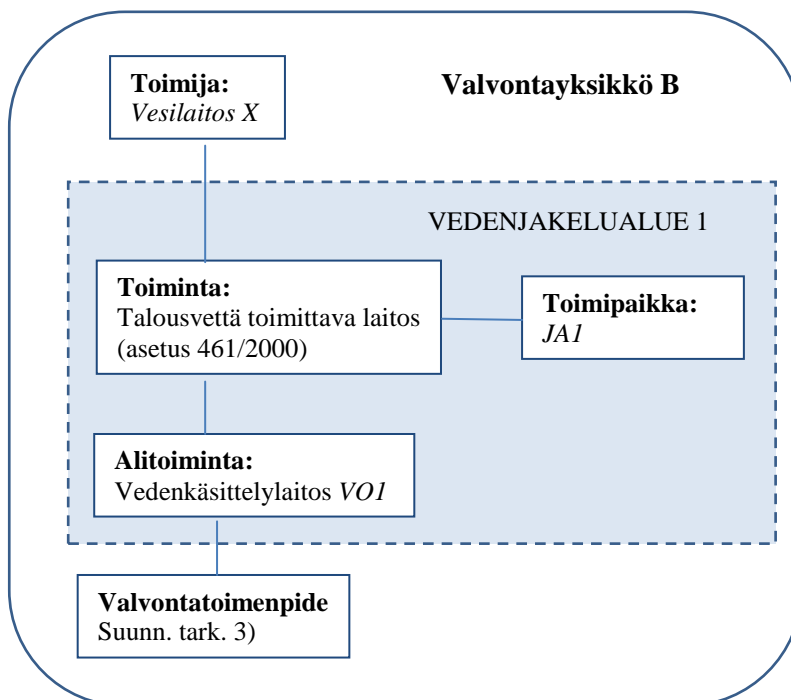 Toimija:
Vesilaitos X
Valvontayksikkö B
VEDENJAKELUALUE 1
Toiminta:
Talousvettä toimittava laitos
(asetus 461/2000)
Toimipaikka:
JA1
Alitoiminta:
Vedenkäsittelylaitos VO1
Valvontatoimenpide
Suunn. tark. 3)